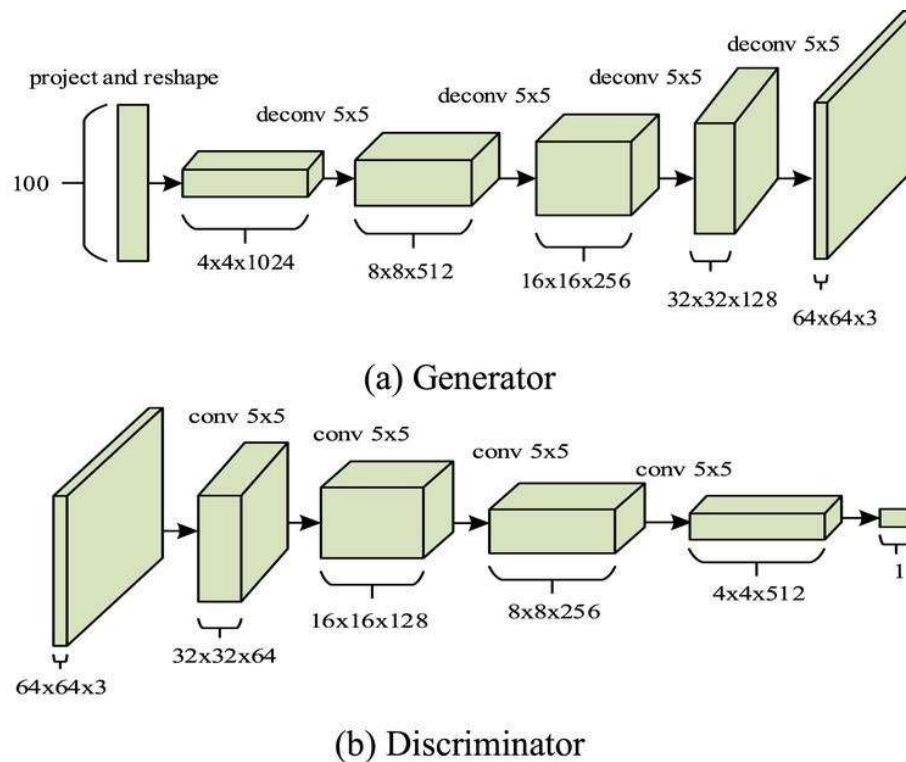 project and reshape
100
deconv 5x5
deconv 5x5
deconv 5x5
deconv 5x5
4x4x1024
8x8x512
16x16x256
32x32x128
64x64x3
(a) Generator
conv 5x5
conv 5x5
conv 5x5
conv 5x5
64x64x3
32x32x64
16x16x128
8x8x256
4x4x512
1
(b) Discriminator